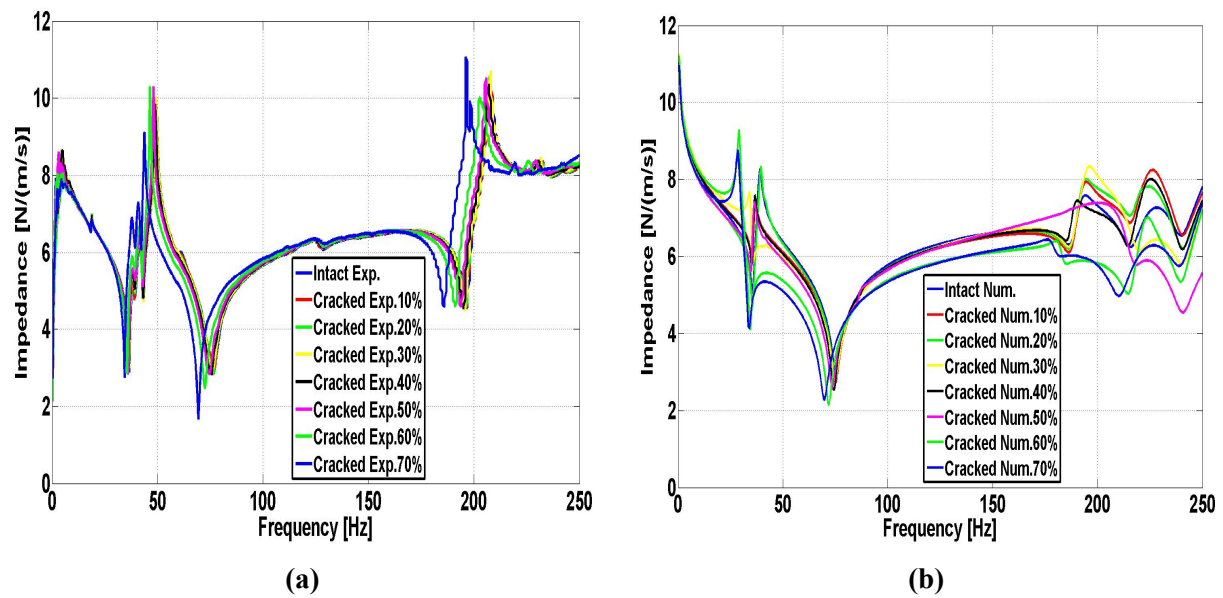 12
10
8
6
4
2
0
Impedance [N/(m/s)]
0
50
100
150
200
250
Frequency [Hz]
Intact Exp.
Cracked Exp.10%
Cracked Exp.20%
Cracked Exp.30%
Cracked Exp.40%
Cracked Exp.50%
Cracked Exp.60%
Cracked Exp.70%
(a)
12
10
8
6
4
2
0
Impedance [N/(m/s)]
0
50
100
150
200
250
Frequency [Hz]
Intact Num.
Cracked Num.10%
Cracked Num.20%
Cracked Num.30%
Cracked Num.40%
Cracked Num.50%
Cracked Num.60%
Cracked Num.70%
(b)